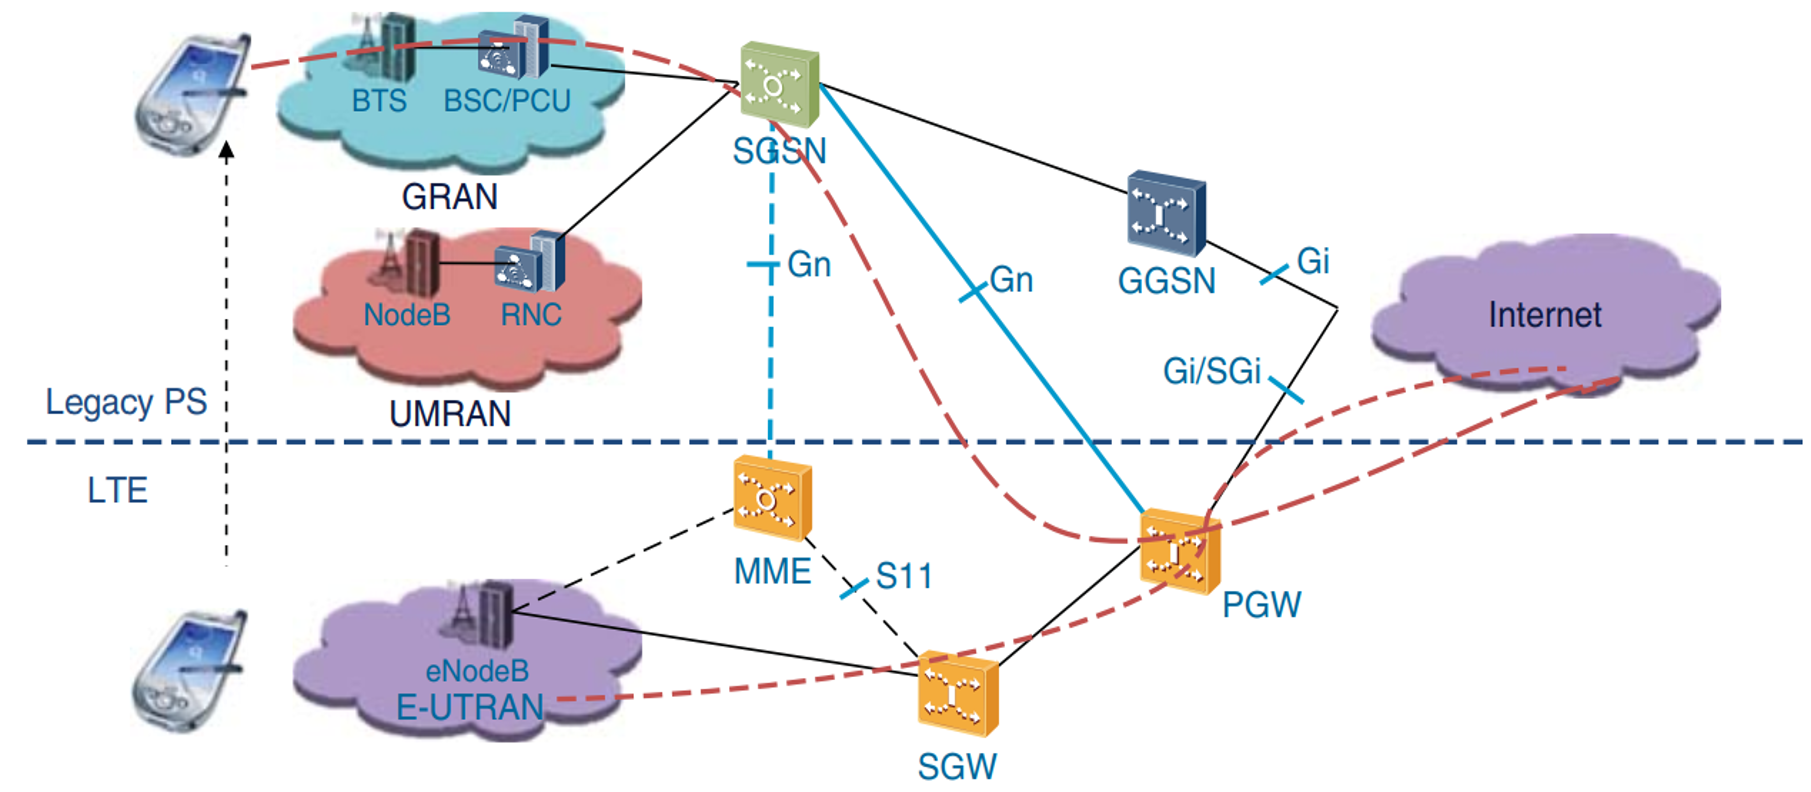 BTS
BSC/PCU
SGSN
GRAN
Gn
Gn
GGSN
Gi
NodeB
RNC
Internet
Gi/SGi
Legacy PS
UMRAN
LTE
MME
S11
PGW
eNodeB
E-UTRAN
SGW